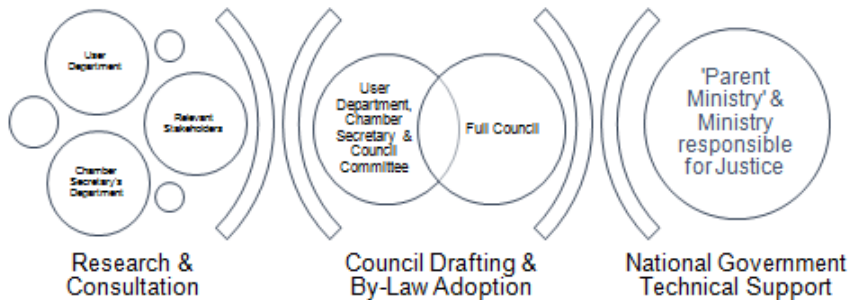 User
Department
Relevant
Stakeholders
Chamber
Secretary's
Department
User
Department,
Chamber
Secretary &
Council
Committee
Full Council
'Parent
Ministry' &
Ministry
responsible
for Justice
Research &
Consultation
Council Drafting &
By-Law Adoption
National Government
Technical Support